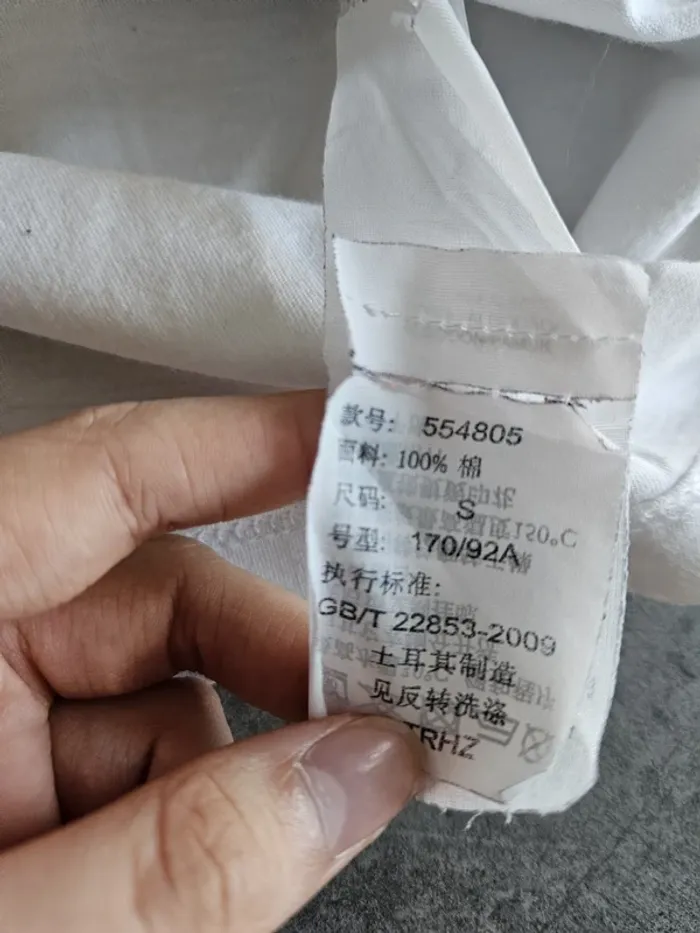 款号: 554805
面料: 100% 棉
尺码: S
号型: 170/92A
执行标准:
GB/T 22853-2009
土耳其制造
见反转洗涤
TRHZ